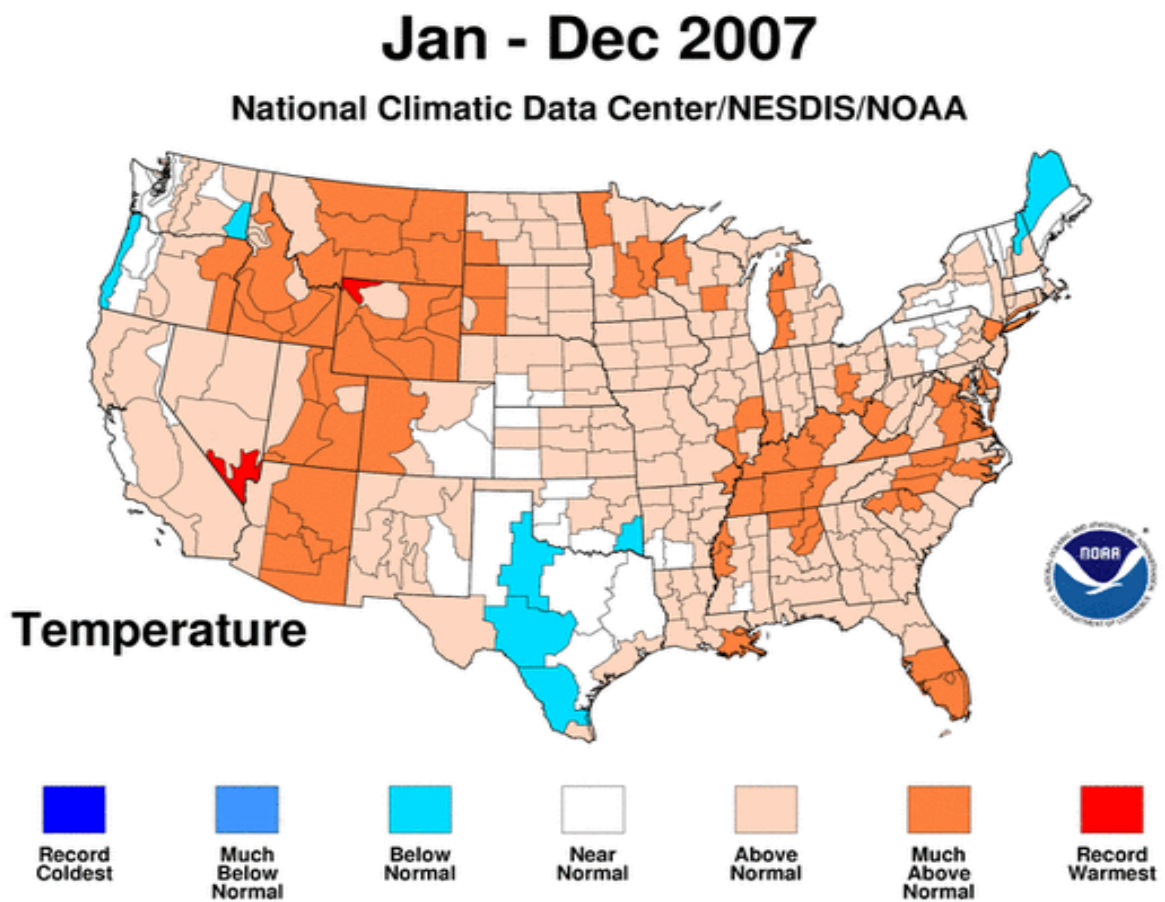 Jan - Dec 2007
National Climatic Data Center/NESDIS/NOAA
NOAA
Temperature
Record
Coldest
Much
Below
Normal
Below
Normal
Near
Normal
Above
Normal
Much
Above
Normal
Record
Warmest